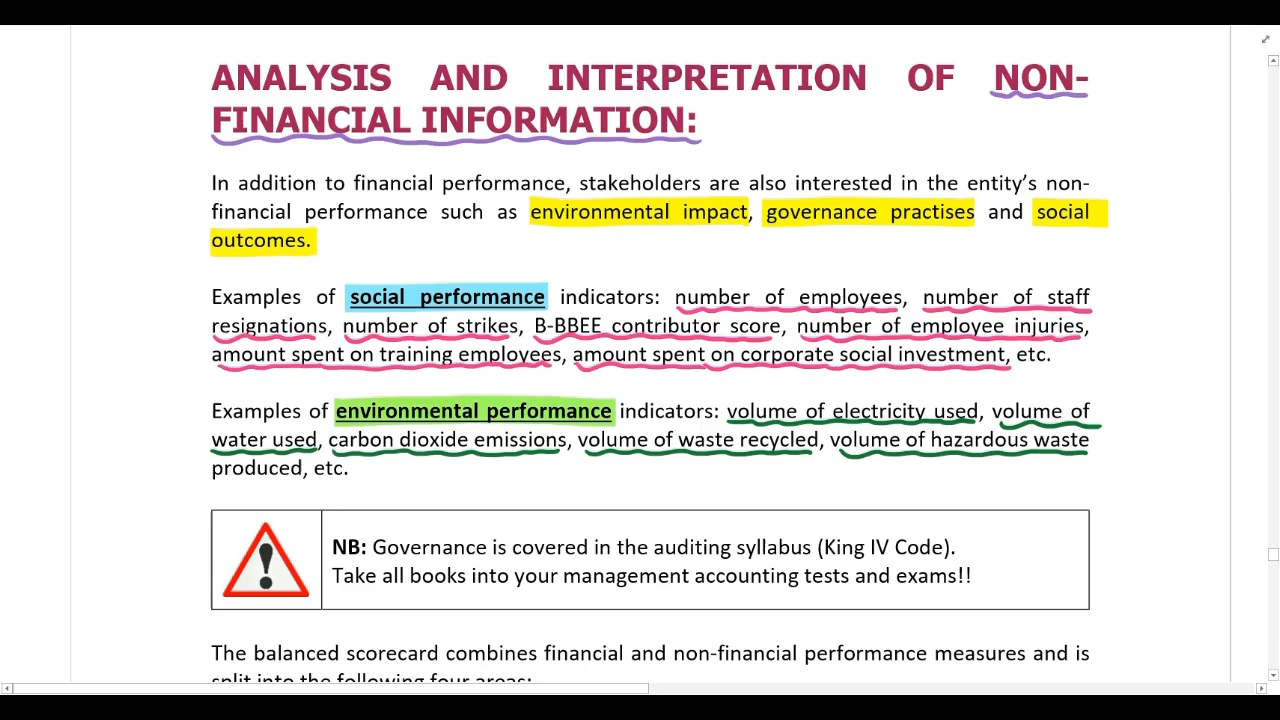 ANALYSIS AND INTERPRETATION OF NON-
FINANCIAL INFORMATION:
In addition to financial performance, stakeholders are also interested in the entity’s non-
financial performance such as environmental impact, governance practises and social
outcomes.
Examples of social performance indicators: number of employees, number of staff
resignations, number of strikes, B-BBEE contributor score, number of employee injuries,
amount spent on training employees, amount spent on corporate social investment, etc.
Examples of environmental performance indicators: volume of electricity used, volume of
water used, carbon dioxide emissions, volume of waste recycled, volume of hazardous waste
produced, etc.
NB: Governance is covered in the auditing syllabus (King IV Code).
Take all books into your management accounting tests and exams!!
The balanced scorecard combines financial and non-financial performance measures and is
split into the following four areas: